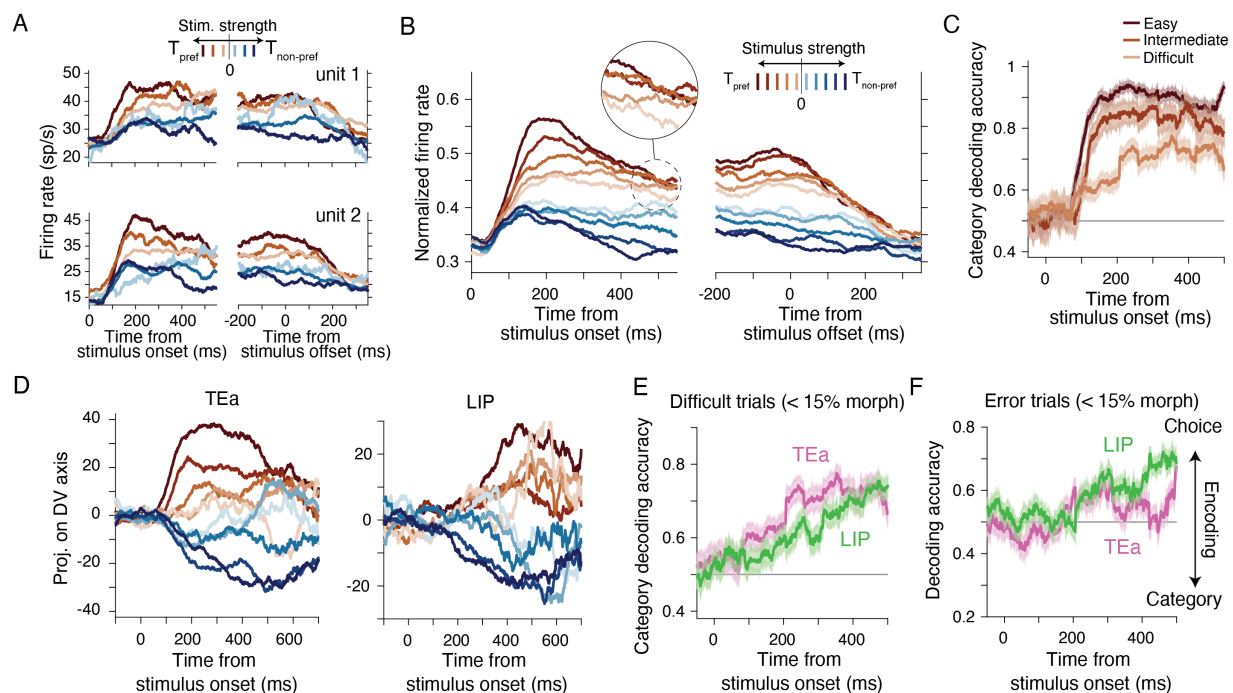 A
Stim. strength
T pref
T non-pref
0
unit 1
50
40
30
20
unit 2
45
35
25
15
Firing rate (sp/s)
0 200 400
-200 0 200
Time from
stimulus onset (ms)
Time from
stimulus offset (ms)
B
Stimulus strength
T pref
T non-pref
0
Normalized firing rate
0.6
0.5
0.4
0.3
0 200 400
-200 0 200
Time from
stimulus onset (ms)
Time from
stimulus offset (ms)
C
Easy
Intermediate
Difficult
Category decoding accuracy
1
0.8
0.6
0.4
0 200 400
Time from
stimulus onset (ms)
D
TEa
Proj. on DV axis
40
20
0
-20
-40
0 200 400 600
Time from
stimulus onset (ms)
LIP
20
0
-20
0 200 400 600
Time from
stimulus onset (ms)
E
Difficult trials (< 15% morph)
Category decoding accuracy
TEa
LIP
0.8
0.6
0.4
0 200 400
Time from
stimulus onset (ms)
F
Error trials (< 15% morph)
Decoding accuracy
Choice
LIP
Encoding
TEa
Category
0.8
0.6
0.4
0.2
0 200 400
Time from
stimulus onset (ms)